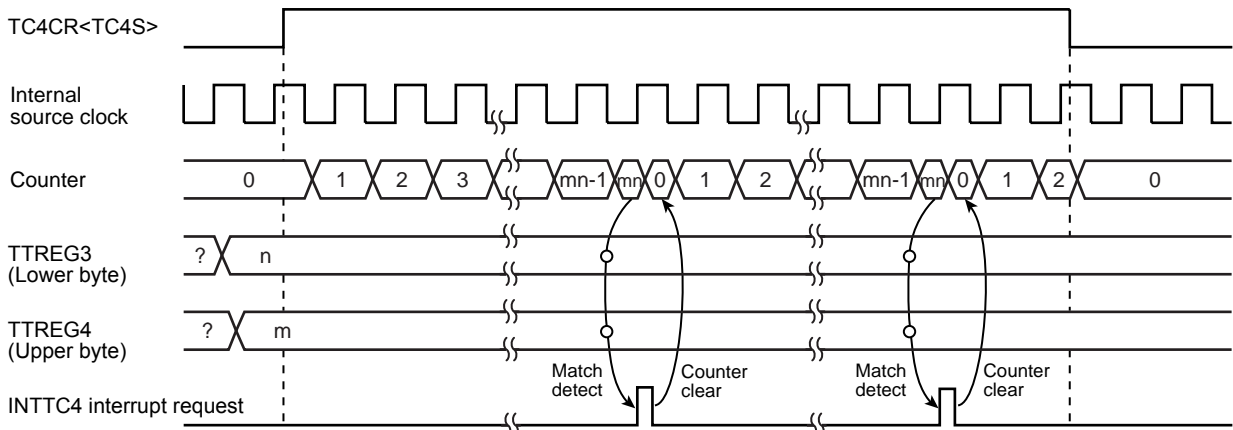 TC4CR<TC4S>
Internal
source clock
Counter
0 1 2 3 mn-1 mn 0 1 2 mn-1 mn 0 1 2 0
TTREG3
(Lower byte)
? n
TTREG4
(Upper byte)
? m
Match
detect
Counter
clear
Match
detect
Counter
clear
INTTC4 interrupt request